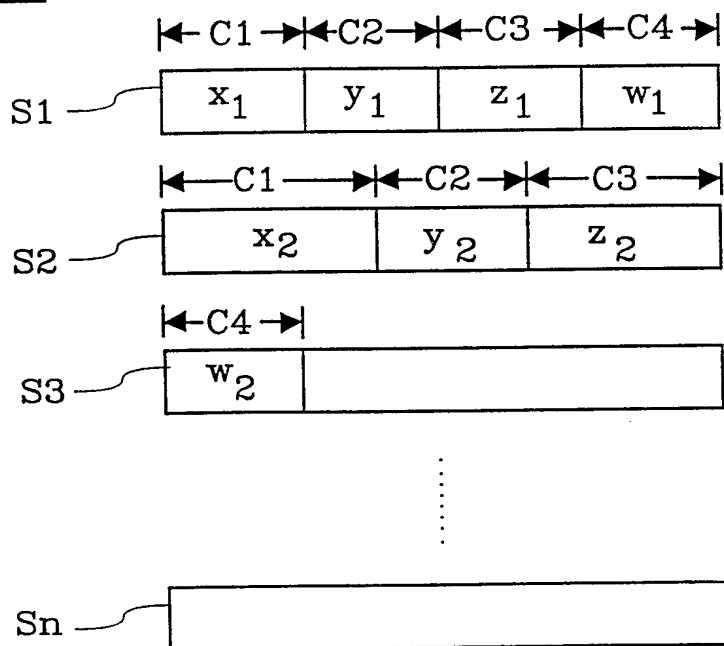 C1 C2 C3 C4
S1 x₁ y₁ z₁ w₁
C1 C2 C3
S2 x₂ y₂ z₂
C4
S3 w₂
Sn